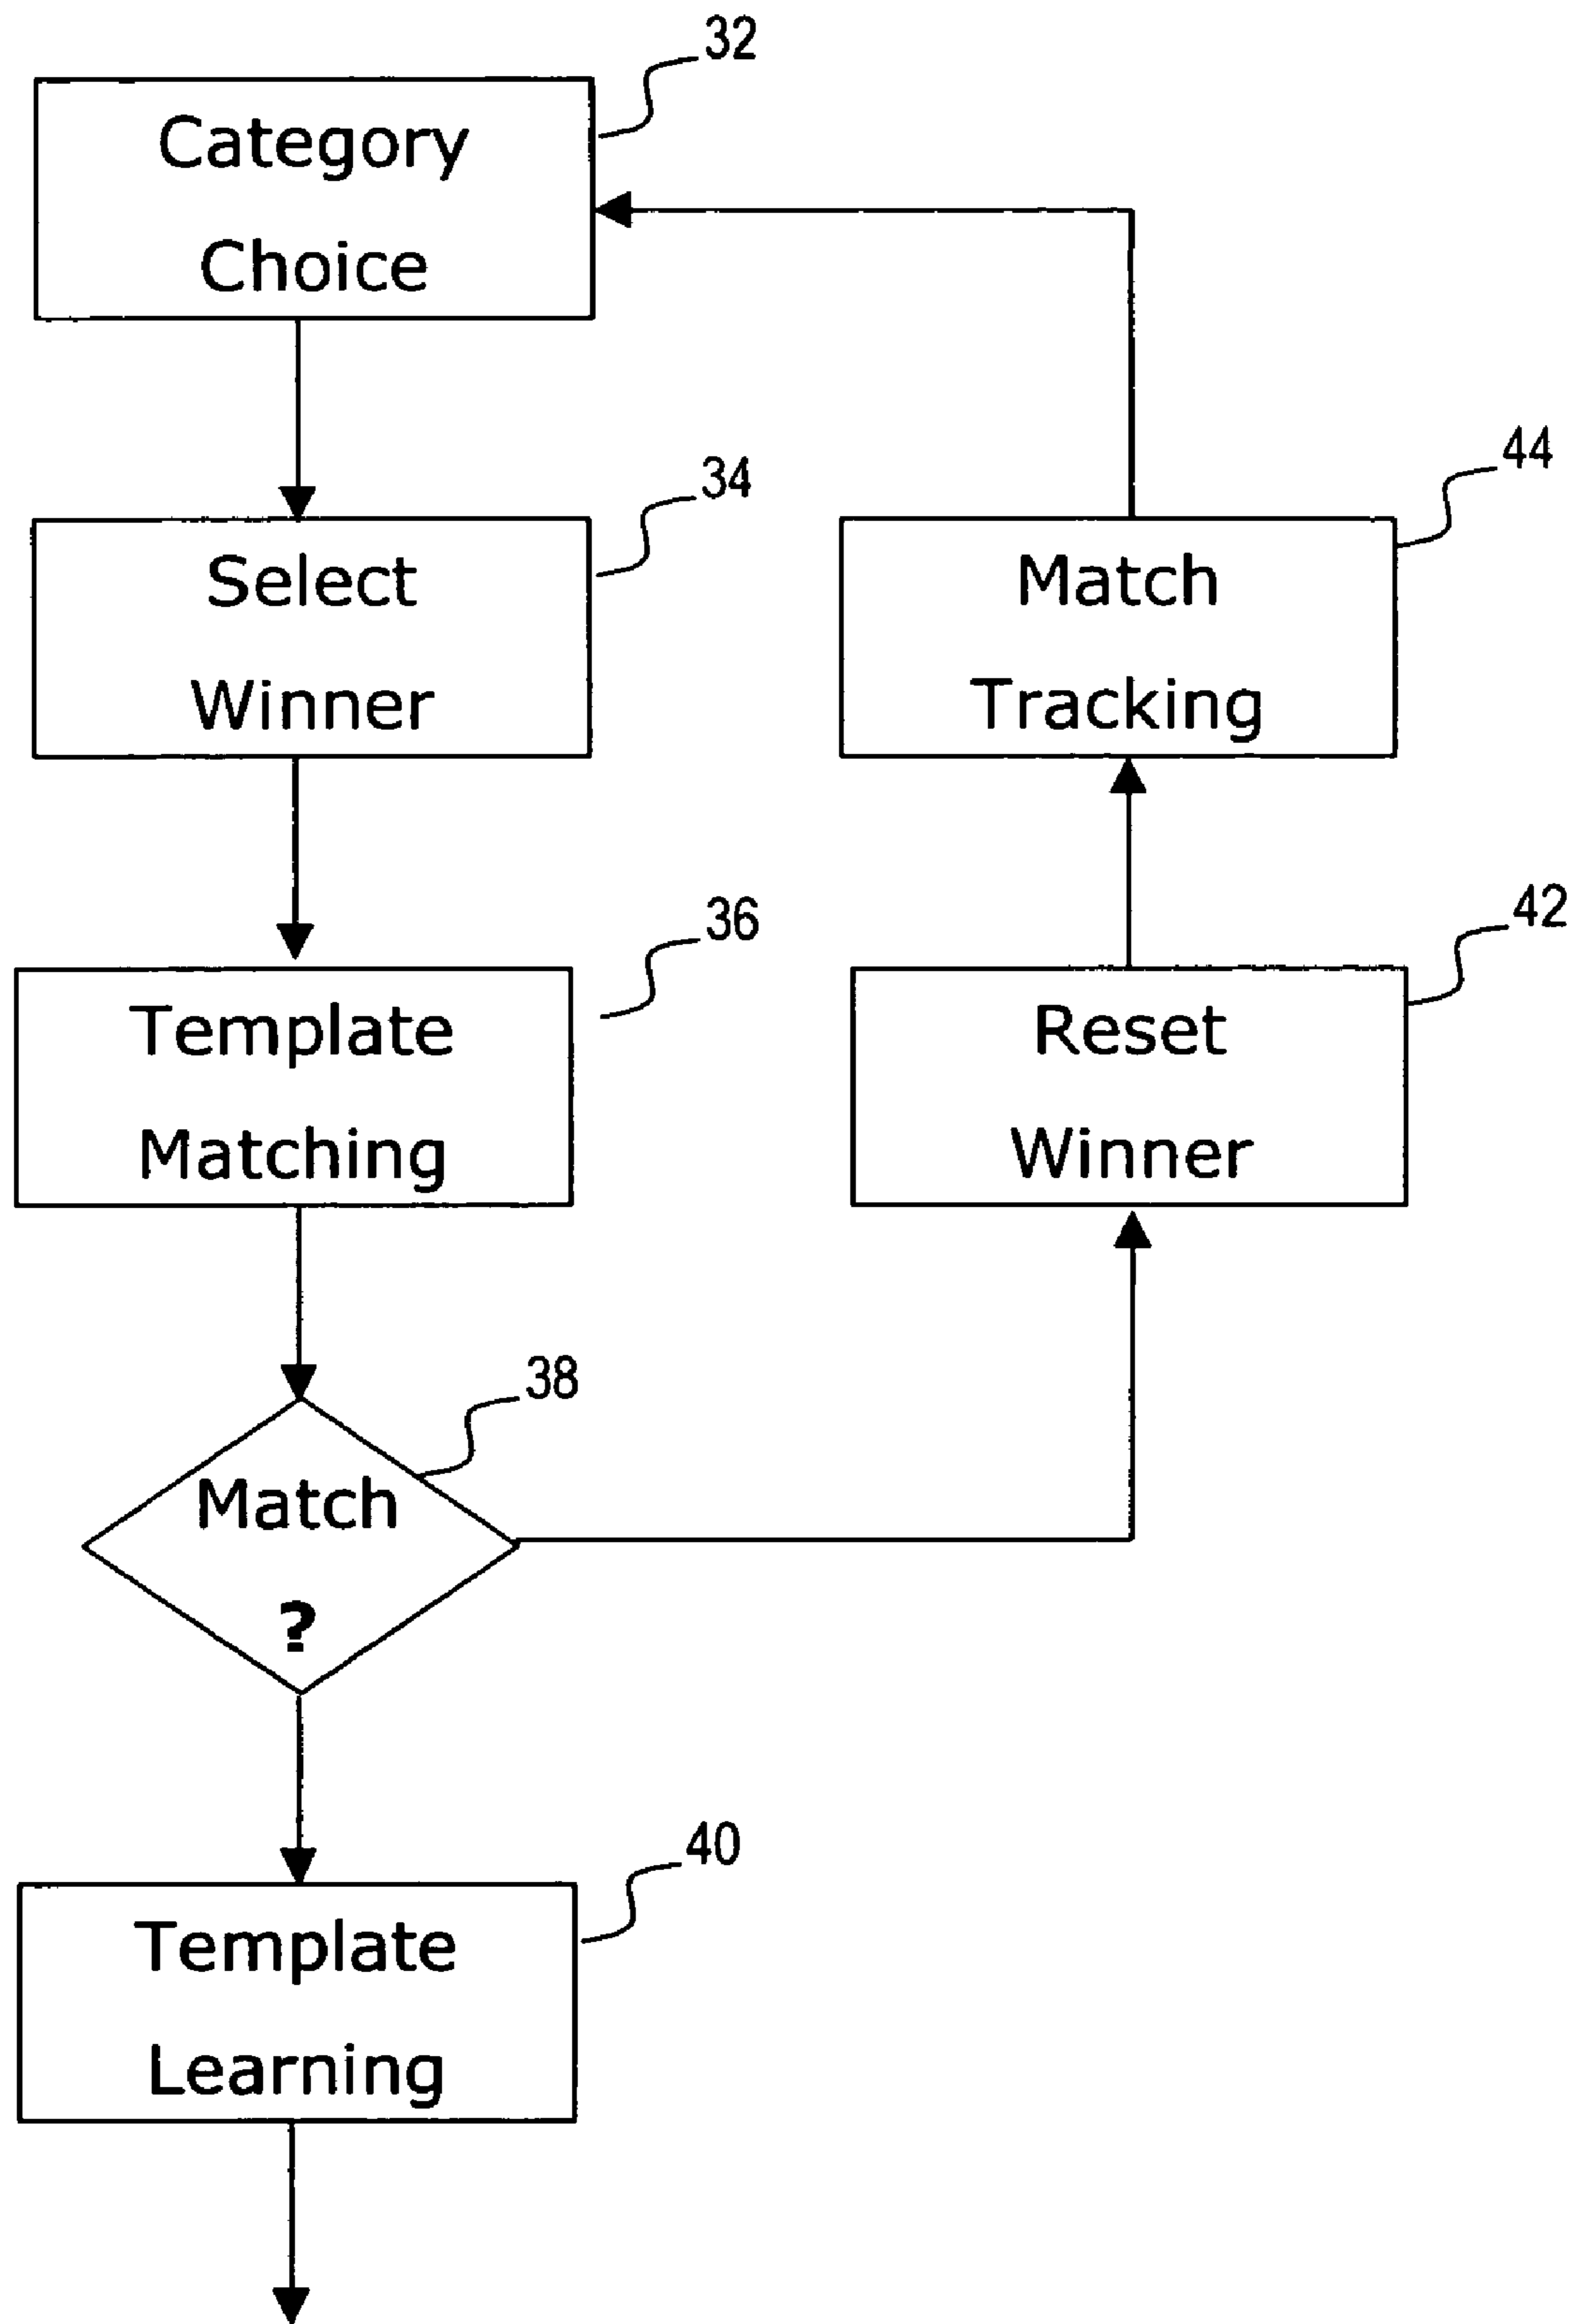 32
Category
Choice
34
Select
Winner
44
Match
Tracking
36
Template
Matching
42
Reset
Winner
38
Match
?
40
Template
Learning